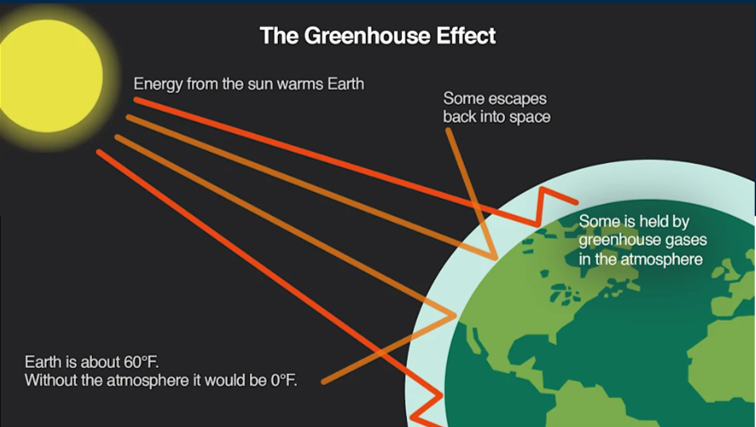 The Greenhouse Effect
Energy from the sun warms Earth
Some escapes
back into space
Some is held by
greenhouse gases
in the atmosphere
Earth is about 60°F.
Without the atmosphere it would be 0°F.